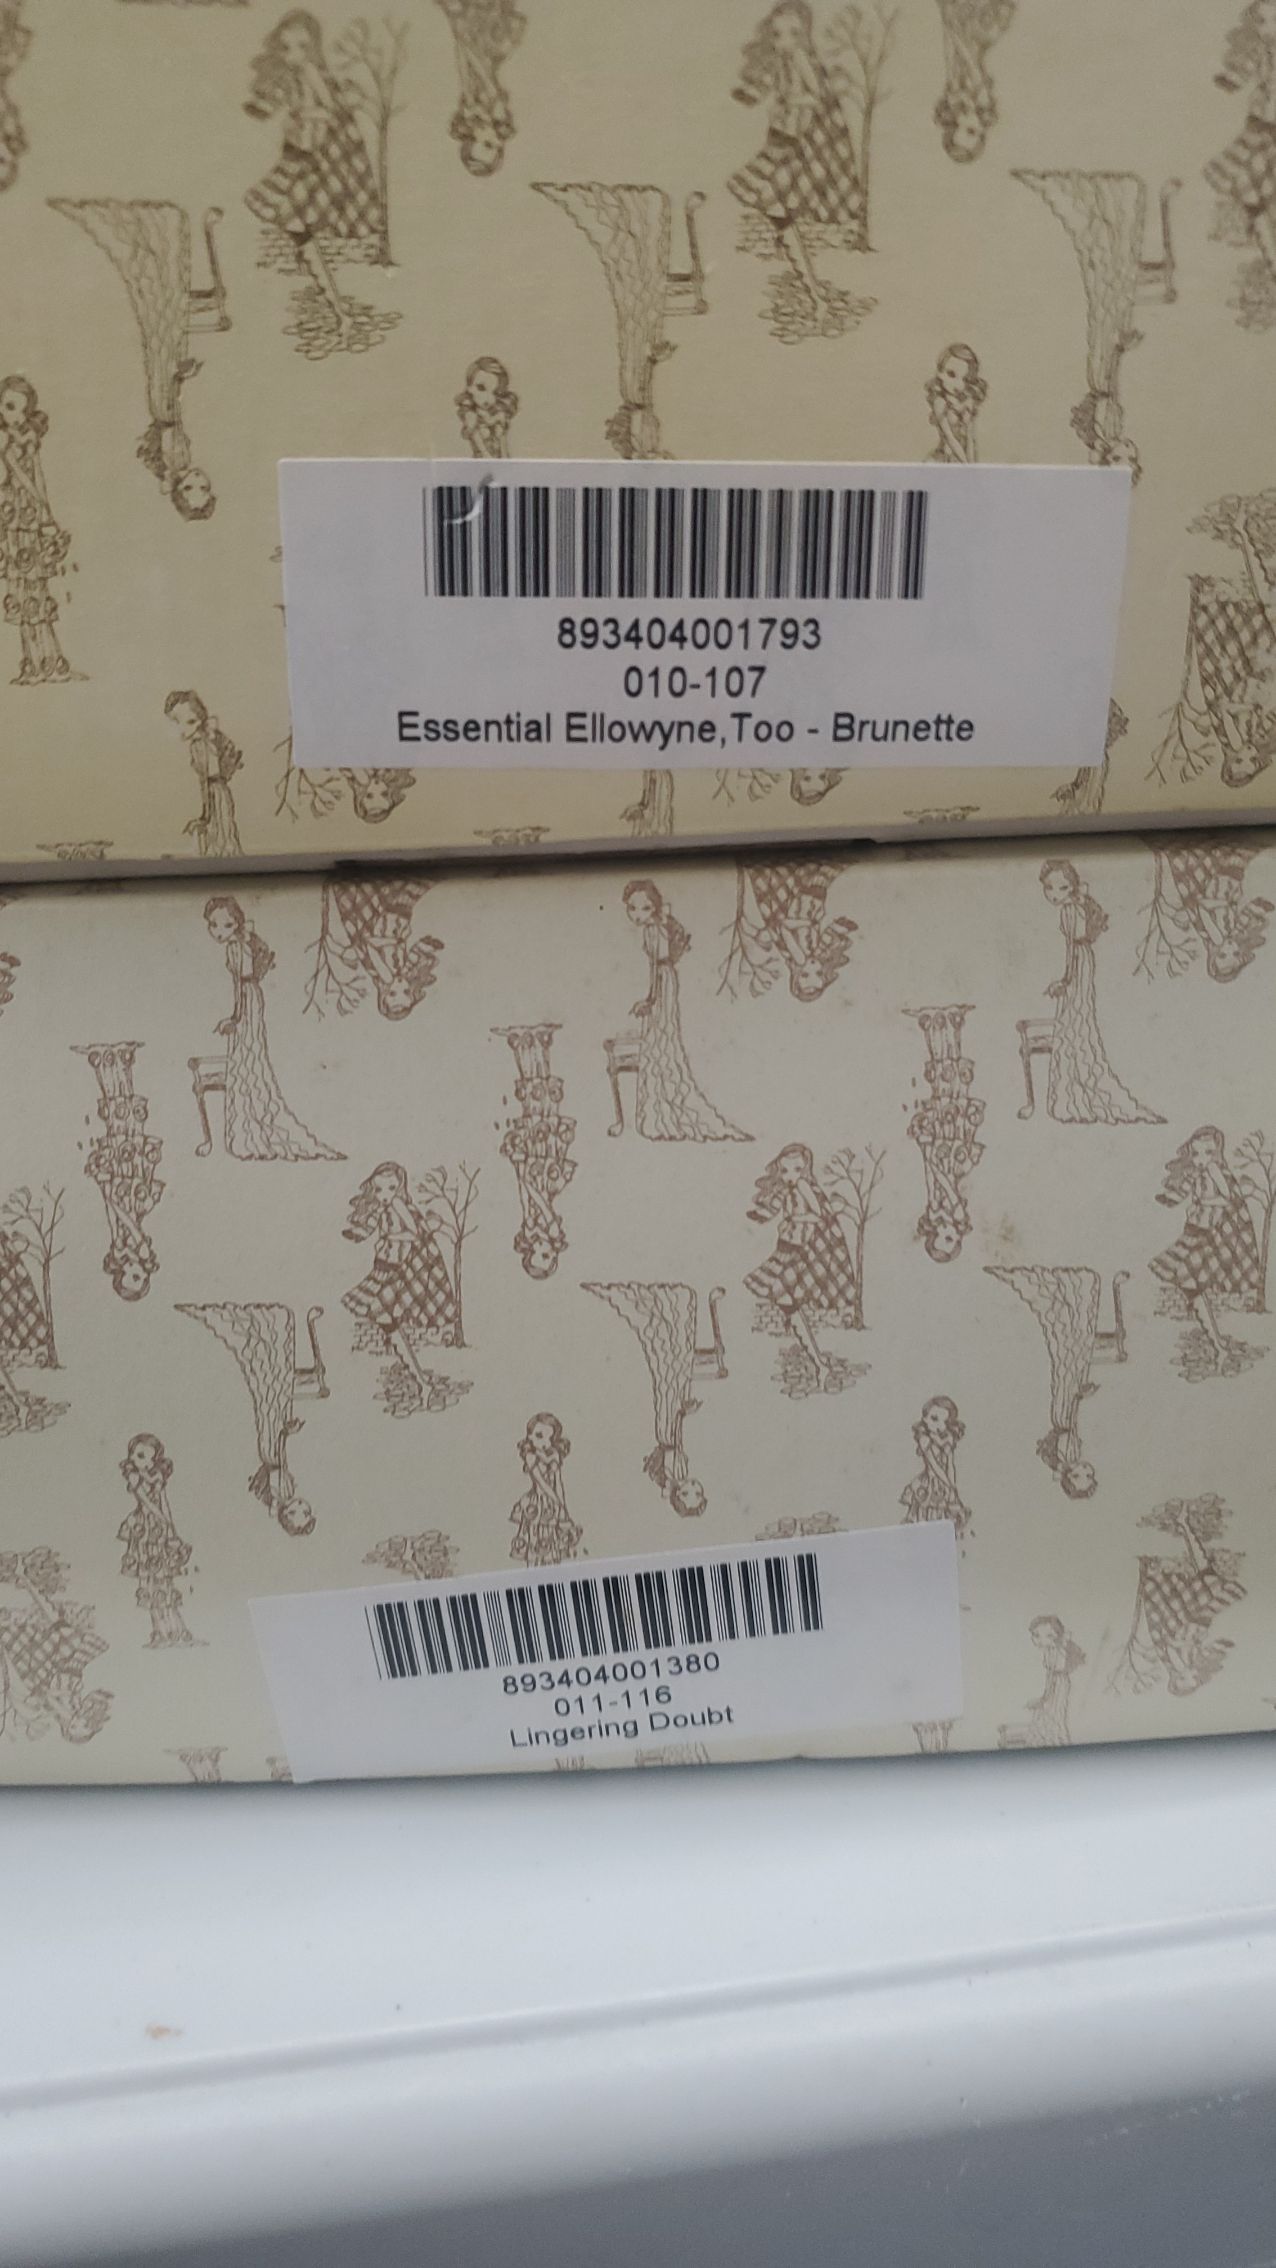 893404001793
010-107
Essential Ellowyne,Too - Brunette
893404001380
011-116
Lingering Doubt